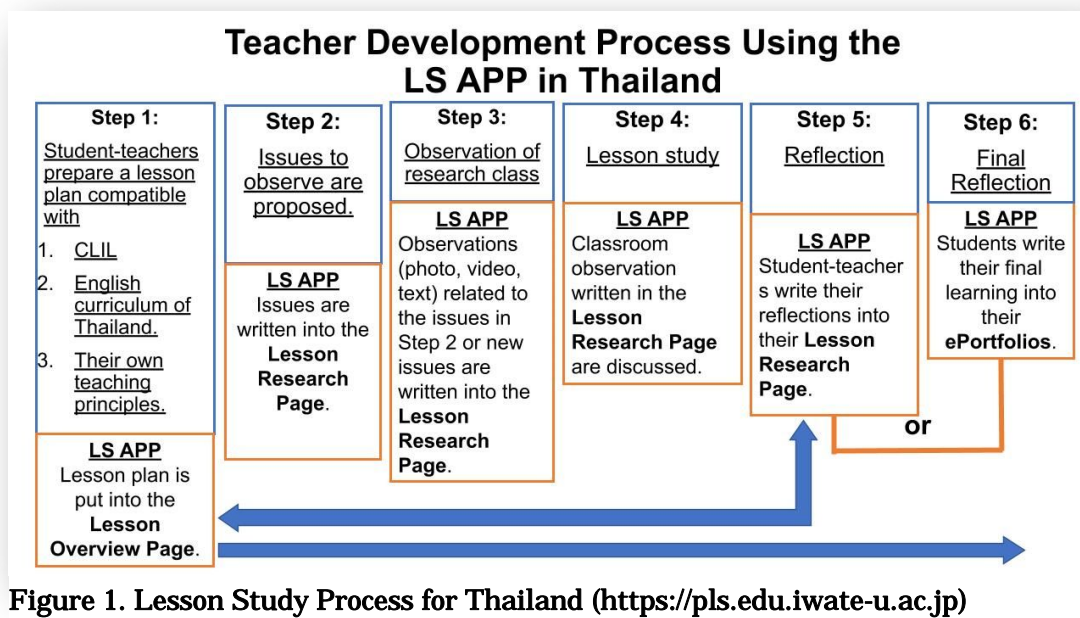 Teacher Development Process Using the
LS APP in Thailand
Step 1:
Student-teachers
prepare a lesson
plan compatible
with
1. CLIL
2. English
curriculum of
Thailand.
3. Their own
teaching
principles.
LS APP
Lesson plan is
put into the
Lesson
Overview Page.
Step 2:
Issues to
observe are
proposed.
LS APP
Issues are
written into the
Lesson
Research
Page.
Step 3:
Observation of
research class
LS APP
Observations
(photo, video,
text) related to
the issues in
Step 2 or new
issues are
written into the
Lesson
Research
Page.
Step 4:
Lesson study
LS APP
Classroom
observation
written in the
Lesson
Research Page
are discussed.
Step 5:
Reflection
LS APP
Student-teacher
s write their
reflections into
their Lesson
Research
Page.
Step 6:
Final
Reflection
LS APP
Students write
their final
learning into
their
ePortfolios.
or
Figure 1. Lesson Study Process for Thailand (https://pls.edu.iwate-u.ac.jp)